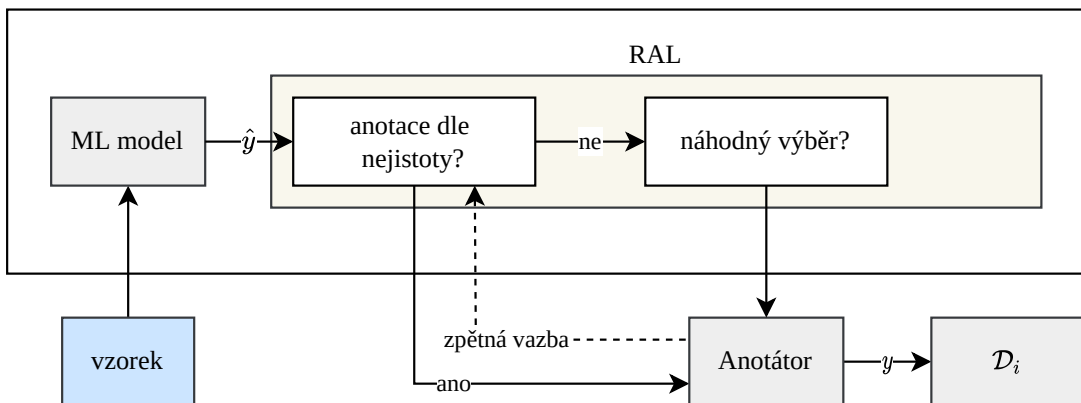 RAL
ML model
ŷ
anotace dle
nejistoty?
ne
náhodný výběr?
zpětná vazba
vzorek
ano
Anotátor
y
𝒟ᵢ